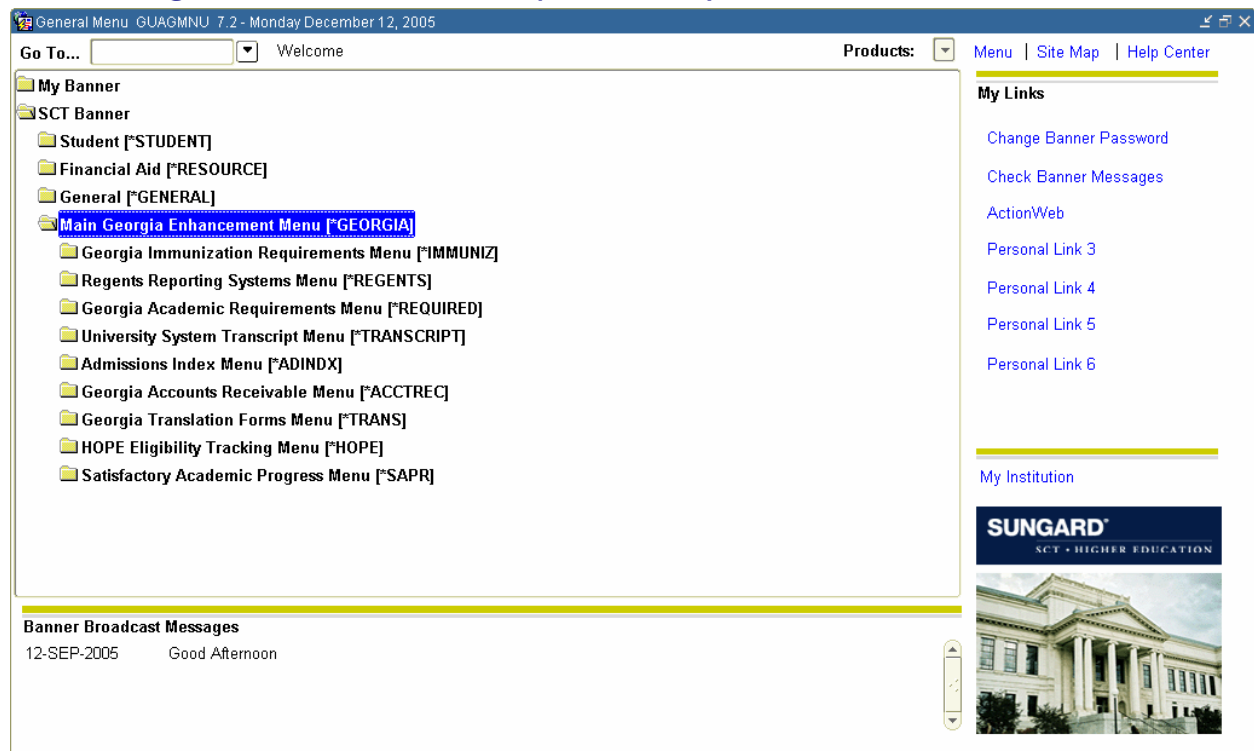 General Menu GUAGMNU 7.2 - Monday December 12, 2005
Go To... Welcome Products: Menu | Site Map | Help Center
My Banner
SCT Banner
Student [*STUDENT]
Financial Aid [*RESOURCE]
General [*GENERAL]
Main Georgia Enhancement Menu [*GEORGIA]
Georgia Immunization Requirements Menu [*IMMUNIZ]
Regents Reporting Systems Menu [*REGENTS]
Georgia Academic Requirements Menu [*REQUIRED]
University System Transcript Menu [*TRANSCRIPT]
Admissions Index Menu [*ADINDX]
Georgia Accounts Receivable Menu [*ACCTREC]
Georgia Translation Forms Menu [*TRANS]
HOPE Eligibility Tracking Menu [*HOPE]
Satisfactory Academic Progress Menu [*SAPR]
My Links
Change Banner Password
Check Banner Messages
ActionWeb
Personal Link 3
Personal Link 4
Personal Link 5
Personal Link 6
My Institution
SUNGARD®
SCT • HIGHER EDUCATION
Banner Broadcast Messages
12-SEP-2005 Good Afternoon